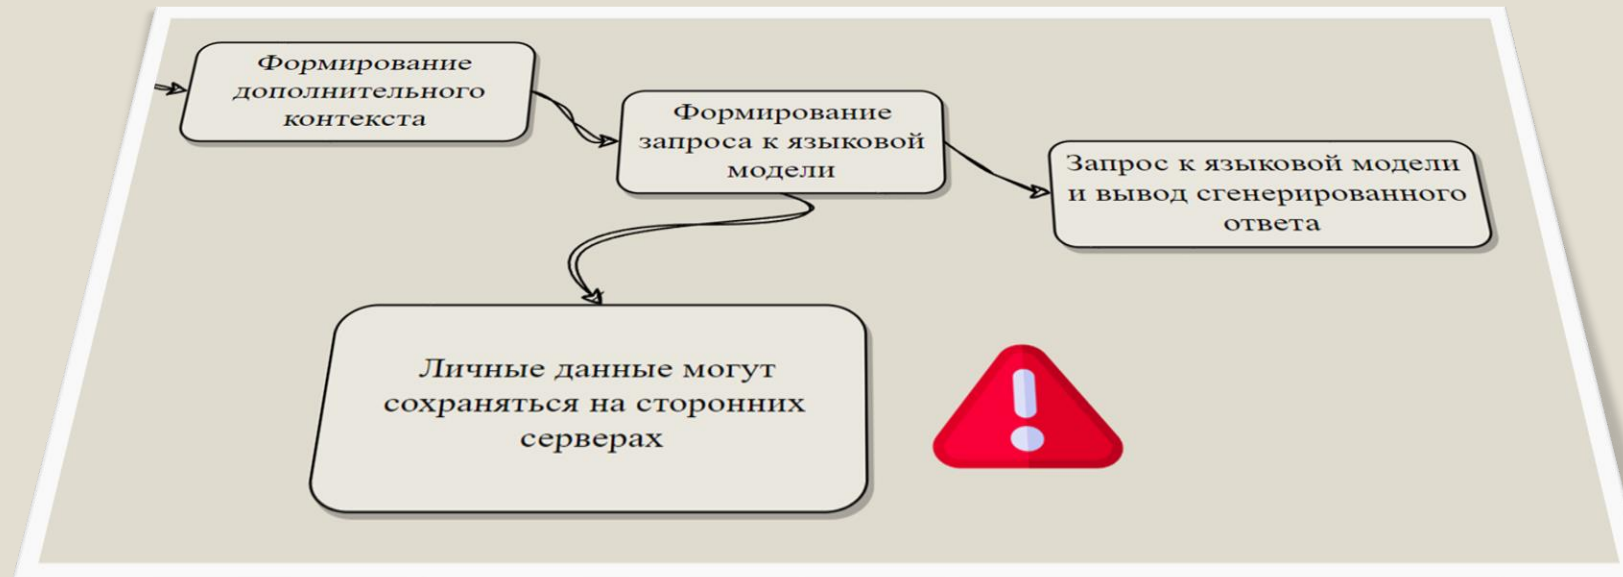 Формирование
дополнительного
контекста
Формирование
запроса к языковой
модели
Запрос к языковой модели
и вывод сгенерированного
ответа
Личные данные могут
сохраняться на сторонних
серверах